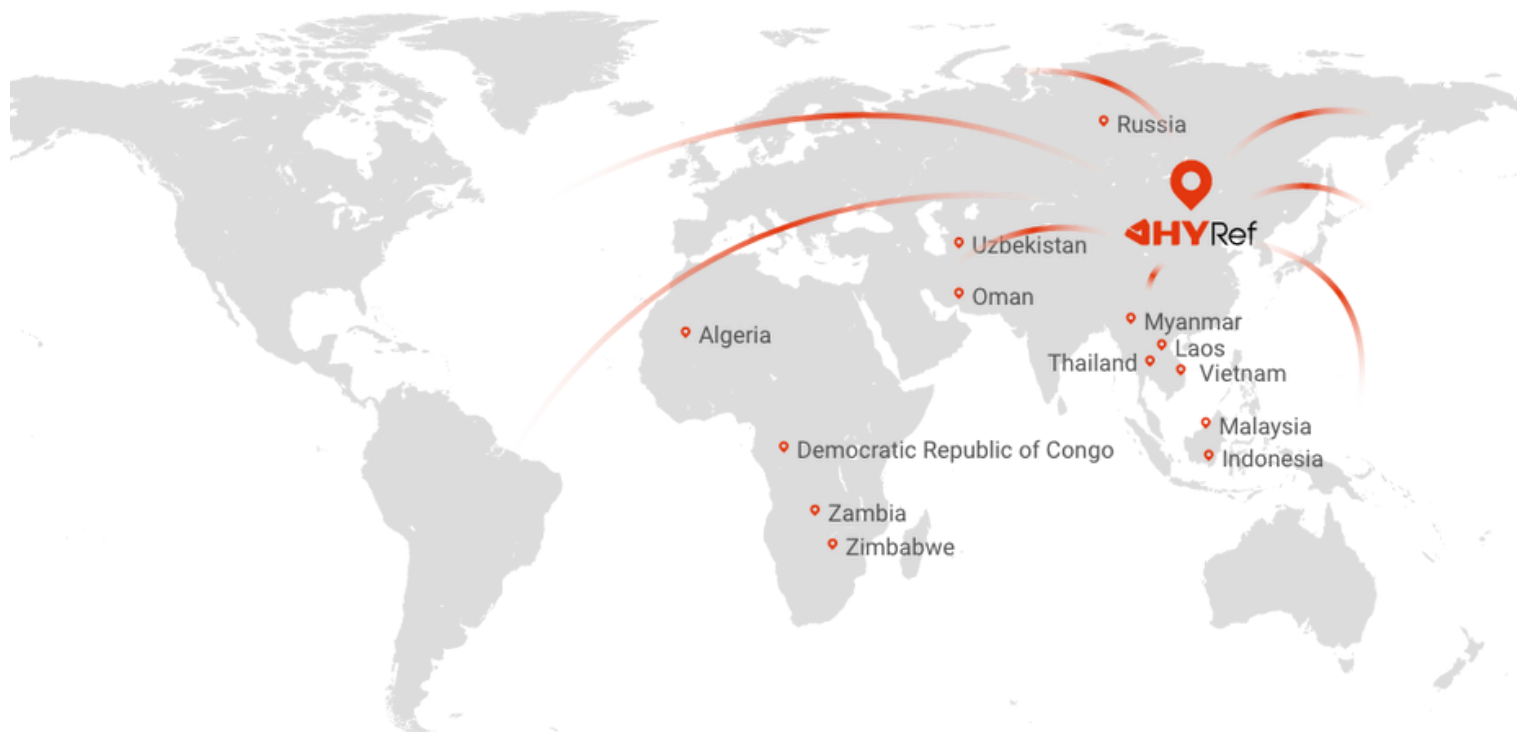 Russia
HYRef
Uzbekistan
Oman
Myanmar
Algeria
Laos
Thailand
Vietnam
Malaysia
Democratic Republic of Congo
Indonesia
Zambia
Zimbabwe